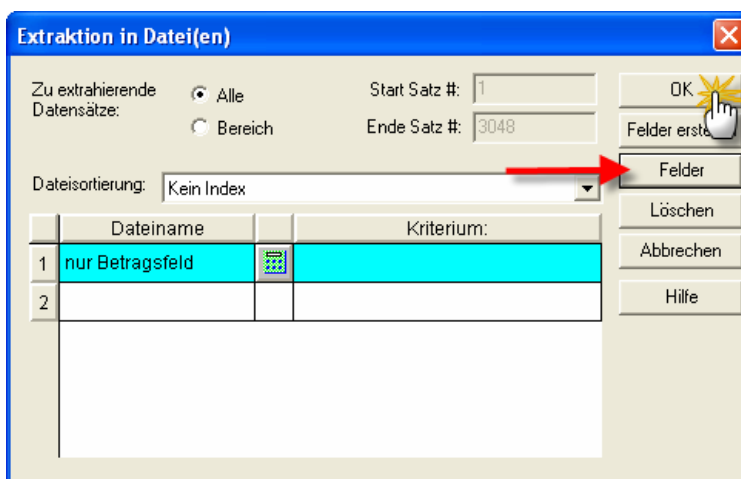 Extraktion in Datei(en)
Zu extrahierende
Datensätze:
Alle
Bereich
Start Satz #: 1
Ende Satz #: 3048
OK
Felder
Felder
Löschen
Abbrechen
Hilfe
Dateisortierung: Kein Index
Dateiname Kriterium:
1 nur Betragsfeld
2